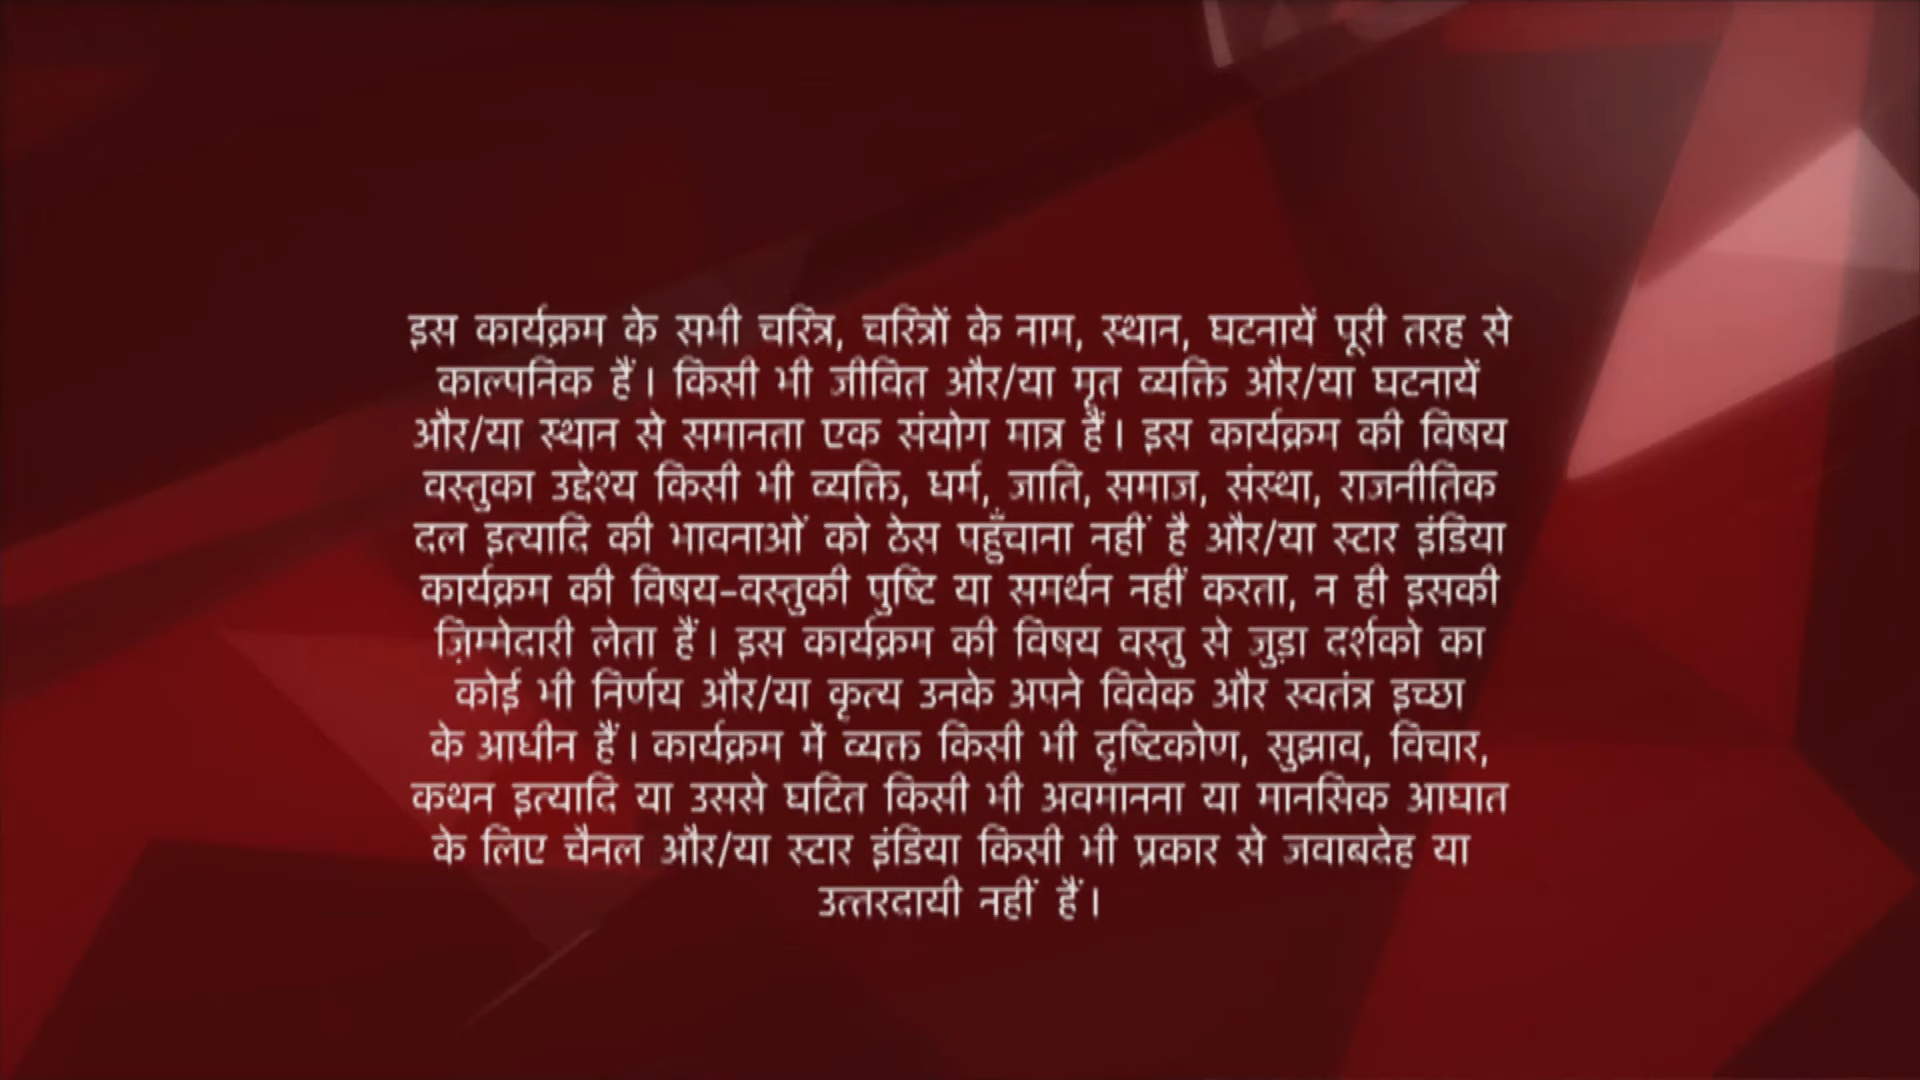 इस कार्यक्रम के सभी चरित्र, चरित्रों के नाम, स्थान, घटनायें पूरी तरह से
काल्पनिक हैं। किसी भी जीवित और/या मृत व्यक्ति और/या घटनायें
और/या स्थान से समानता एक संयोग मात्र हैं। इस कार्यक्रम की विषय
वस्तुका उद्देश्य किसी भी व्यक्ति, धर्म, जाति, समाज, संस्था, राजनीतिक
दल इत्यादि की भावनाओं को ठेस पहुँचाना नहीं है और/या स्टार इंडिया
कार्यक्रम की विषय-वस्तुकी पुष्टि या समर्थन नहीं करता, न ही इसकी
ज़िम्मेदारी लेता हैं। इस कार्यक्रम की विषय वस्तु से जुड़ा दर्शको का
कोई भी निर्णय और/या कृत्य उनके अपने विवेक और स्वतंत्र इच्छा
के आधीन हैं। कार्यक्रम में व्यक्त किसी भी दृष्टिकोण, सुझाव, विचार,
कथन इत्यादि या उससे घटित किसी भी अवमानना या मानसिक आघात
के लिए चैनल और/या स्टार इंडिया किसी भी प्रकार से जवाबदेह या
उत्तरदायी नहीं हैं।